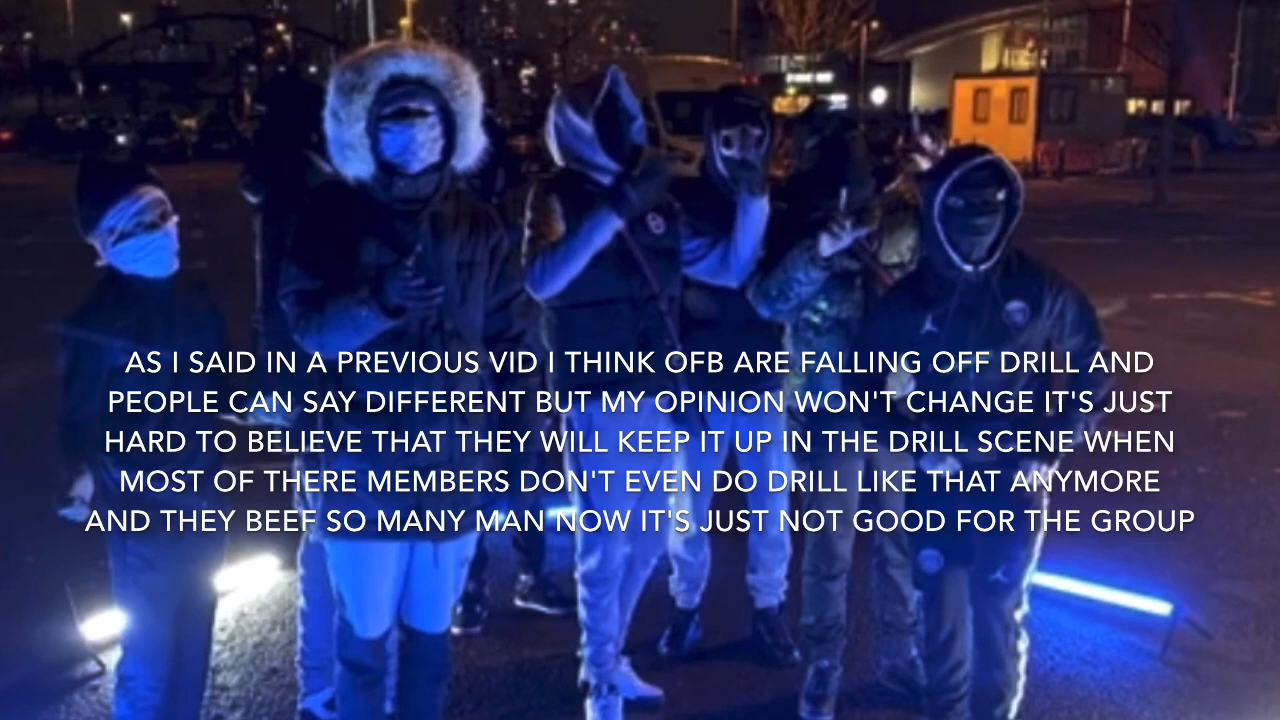 AS I SAID IN A PREVIOUS VID I THINK OFB ARE FALLING OFF DRILL AND
PEOPLE CAN SAY DIFFERENT BUT MY OPINION WON'T CHANGE IT'S JUST
HARD TO BELIEVE THAT THEY WILL KEEP IT UP IN THE DRILL SCENE WHEN
MOST OF THERE MEMBERS DON'T EVEN DO DRILL LIKE THAT ANYMORE
AND THEY BEEF SO MANY MAN NOW IT'S JUST NOT GOOD FOR THE GROUP